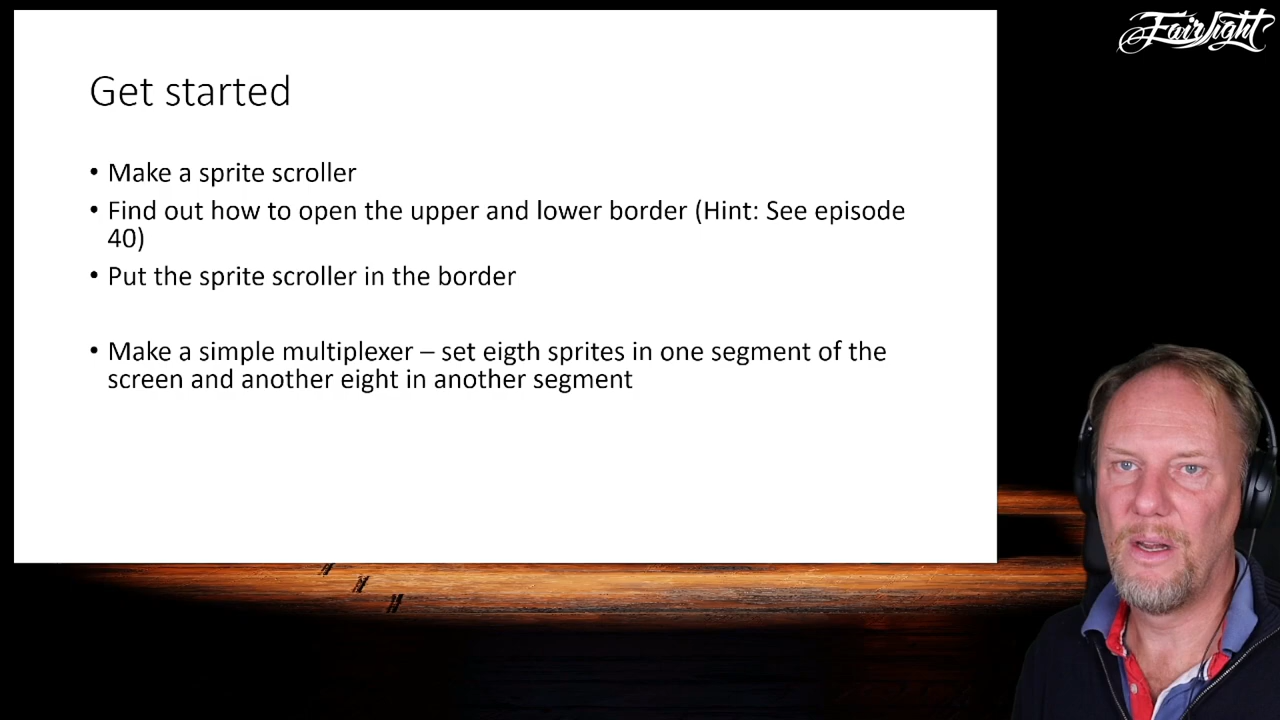 Fairlight
Get started
• Make a sprite scroller
• Find out how to open the upper and lower border (Hint: See episode
40)
• Put the sprite scroller in the border
• Make a simple multiplexer – set eigth sprites in one segment of the
screen and another eight in another segment